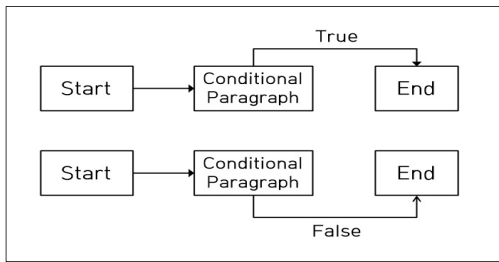 True
Start
Conditional
Paragraph
End
Start
Conditional
Paragraph
End
False